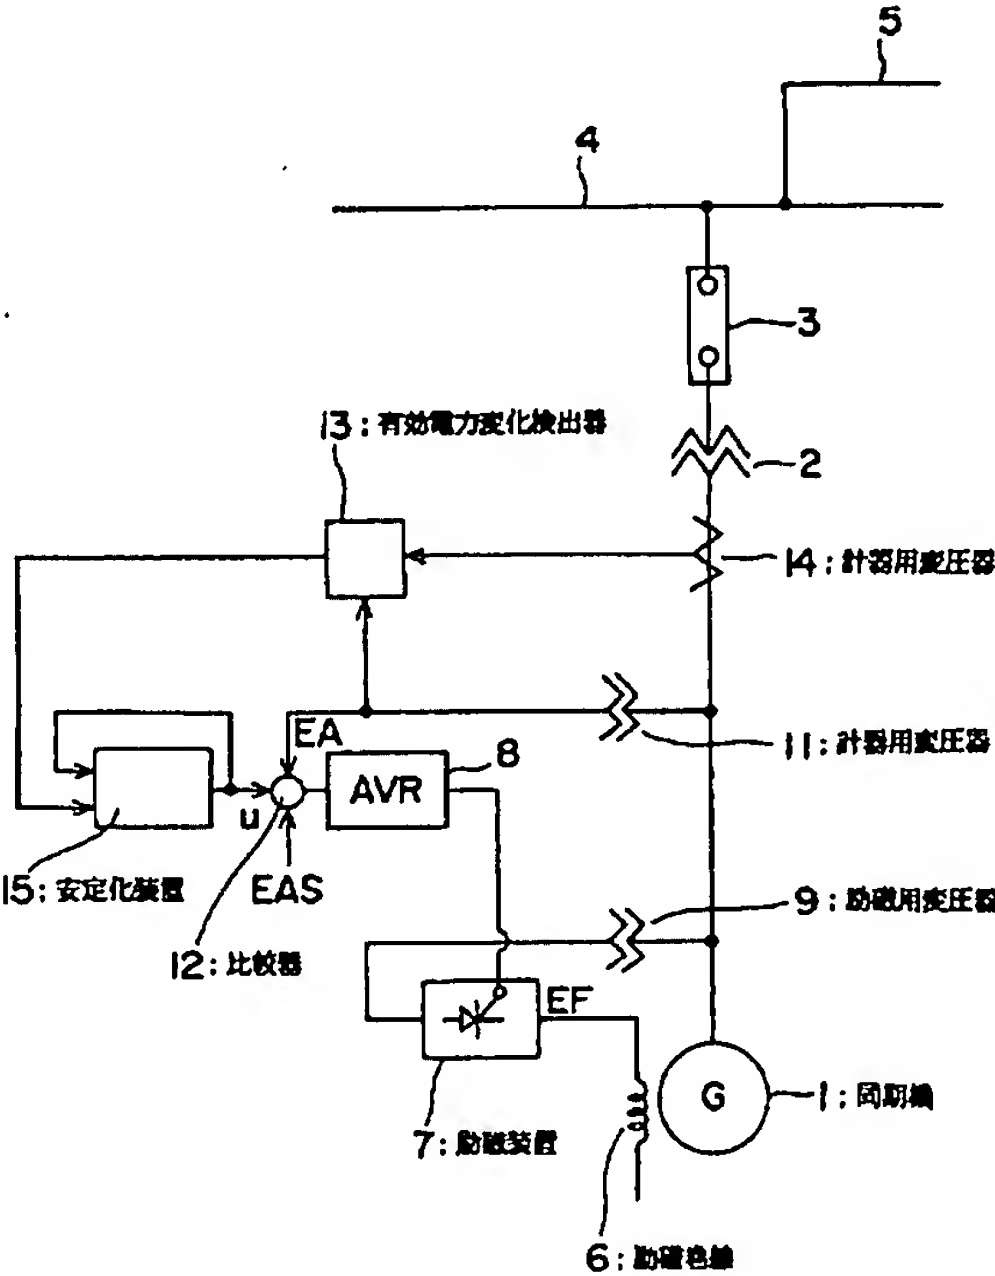 5
4
3
13:有効電力変化検出器
2
14:計器用変圧器
EA
11:計器用変圧器
8
AVR
u
15:安定化装置
EAS
9:励磁用変圧器
12:比較器
EF
G
1:同期機
7:励磁装置
6:励磁巻線